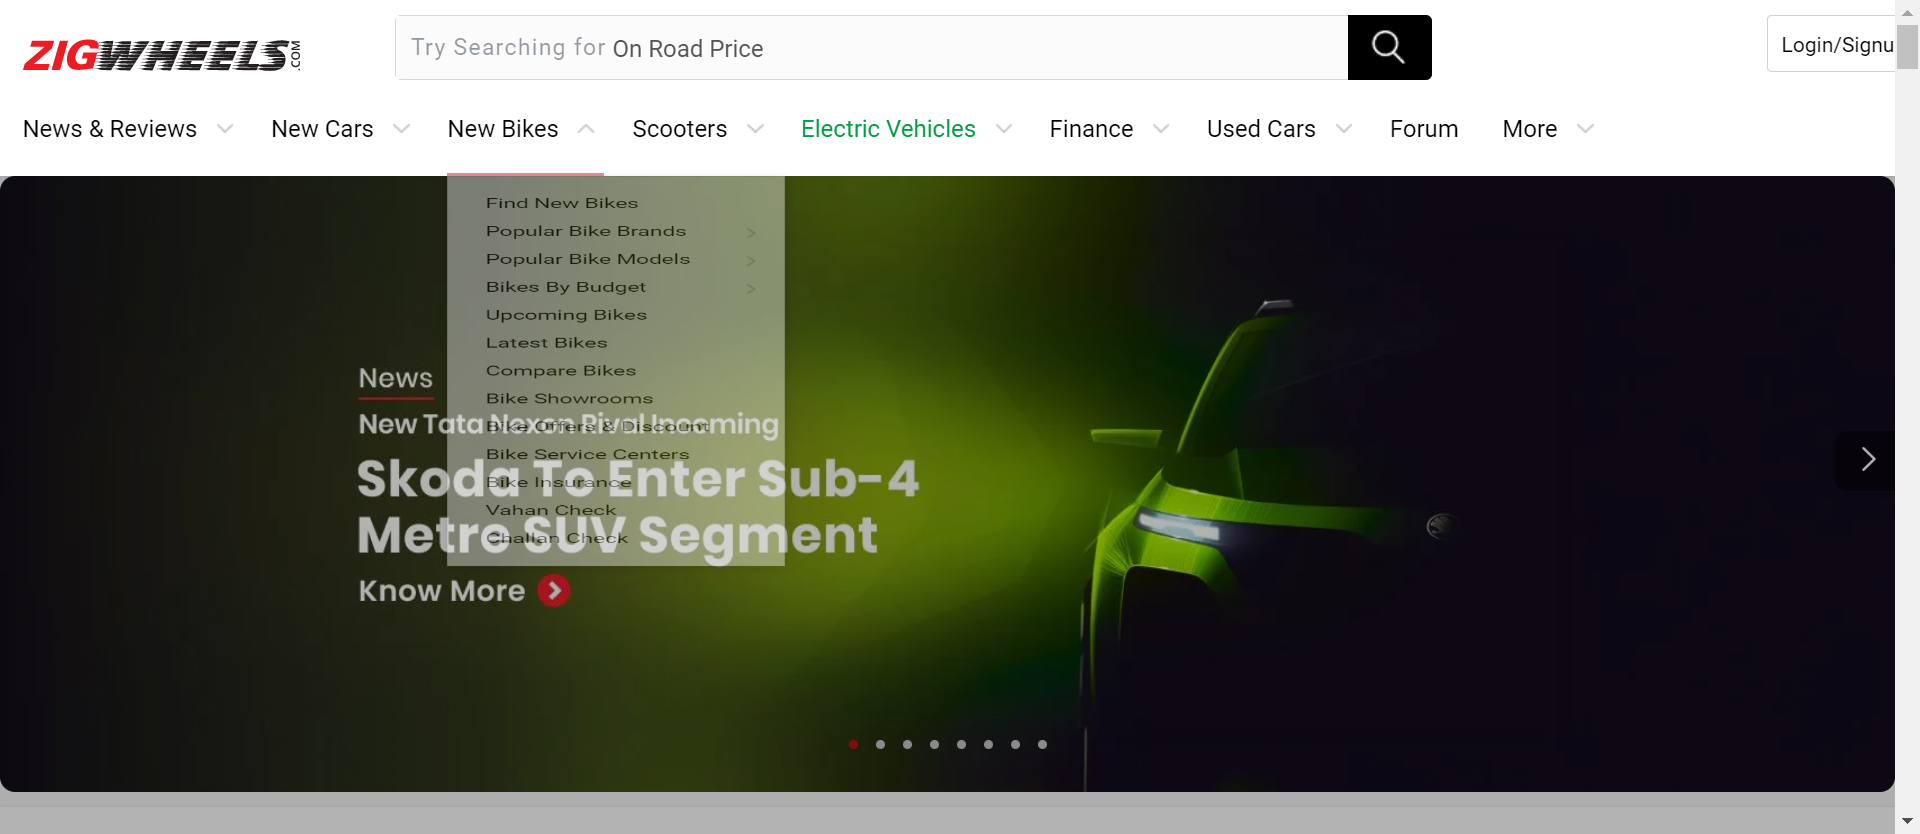 ZIGWHEELS.COM
Try Searching for On Road Price
Login/Signu
News & Reviews
New Cars
New Bikes
Scooters
Electric Vehicles
Finance
Used Cars
Forum
More
Find New Bikes
Popular Bike Brands >
Popular Bike Models >
Bikes By Budget >
Upcoming Bikes
Latest Bikes
Compare Bikes
Bike Showrooms
Bike Offers & Discount
Bike Service Centers
Bike Insurance
Vahan Check
Challan Check
News
New Tata Nexon Rival Incoming
Skoda To Enter Sub-4
Metre SUV Segment
Know More